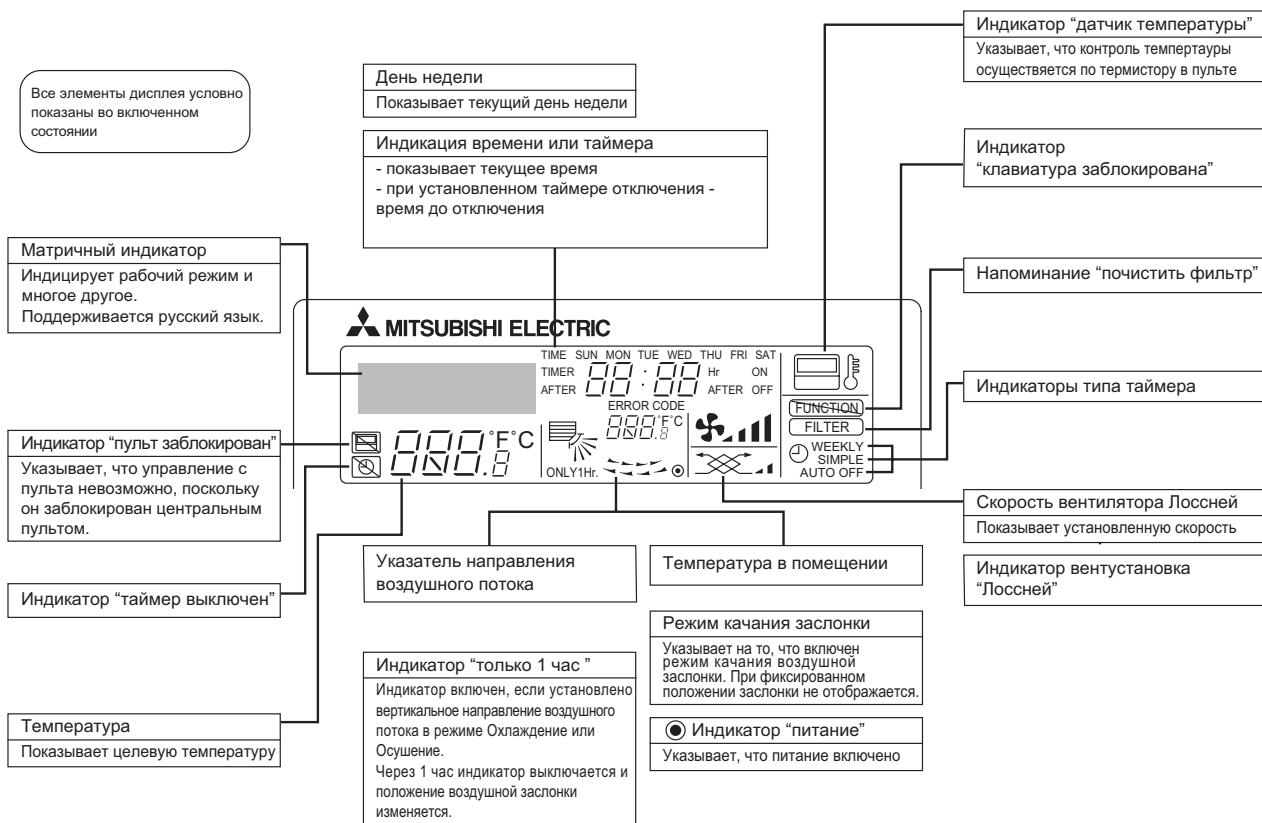 Все элементы дисплея условно
показаны во включенном
состоянии
День недели
Показывает текущий день недели
Индикация времени или таймера
- показывает текущее время
- при установленном таймере отключения -
время до отключения
Индикатор “датчик температуры”
Указывает, что контроль темпертауры
осуществяется по термистору в пульте
Индикатор
“клавиатура заблокирована”
Напоминание “почистить фильтр”
Индикаторы типа таймера
Скорость вентилятора Лоссней
Показывает установленную скорость
Индикатор вентустановка
“Лоссней”
Матричный индикатор
Индицирует рабочий режим и
многое другое.
Поддерживается русский язык.
Индикатор “пульт заблокирован”
Указывает, что управление с
пульта невозможно, поскольку
он заблокирован центральным
пультом.
Индикатор “таймер выключен”
Температура
Показывает целевую температуру
MITSUBISHI ELECTRIC
TIME SUN MON TUE WED THU FRI SAT
TIMER 88:88 Hr ON
AFTER AFTER OFF
ERROR CODE
888.8 °F°C
888.8 °F°C
ONLY1Hr.
FUNCTION
FILTER
WEEKLY
SIMPLE
AUTO OFF
Указатель направления
воздушного потока
Температура в помещении
Индикатор “только 1 час ”
Индикатор включен, если установлено
вертикальное направление воздушного
потока в режиме Охлаждение или
Осушение.
Через 1 час индикатор выключается и
положение воздушной заслонки
изменяется.
Режим качания заслонки
Указывает на то, что включен
режим качания воздушной
заслонки. При фиксированном
положении заслонки не отображается.
Индикатор “питание”
Указывает, что питание включено